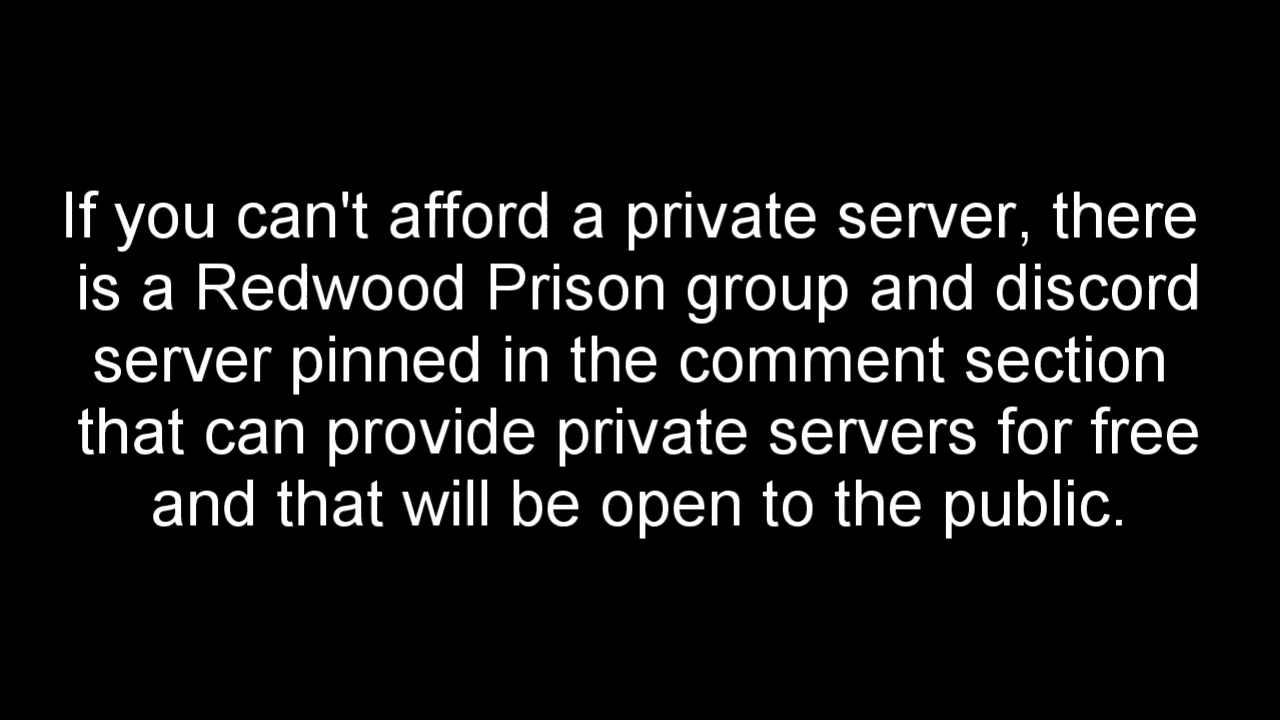 If you can't afford a private server, there
is a Redwood Prison group and discord
server pinned in the comment section
that can provide private servers for free
and that will be open to the public.